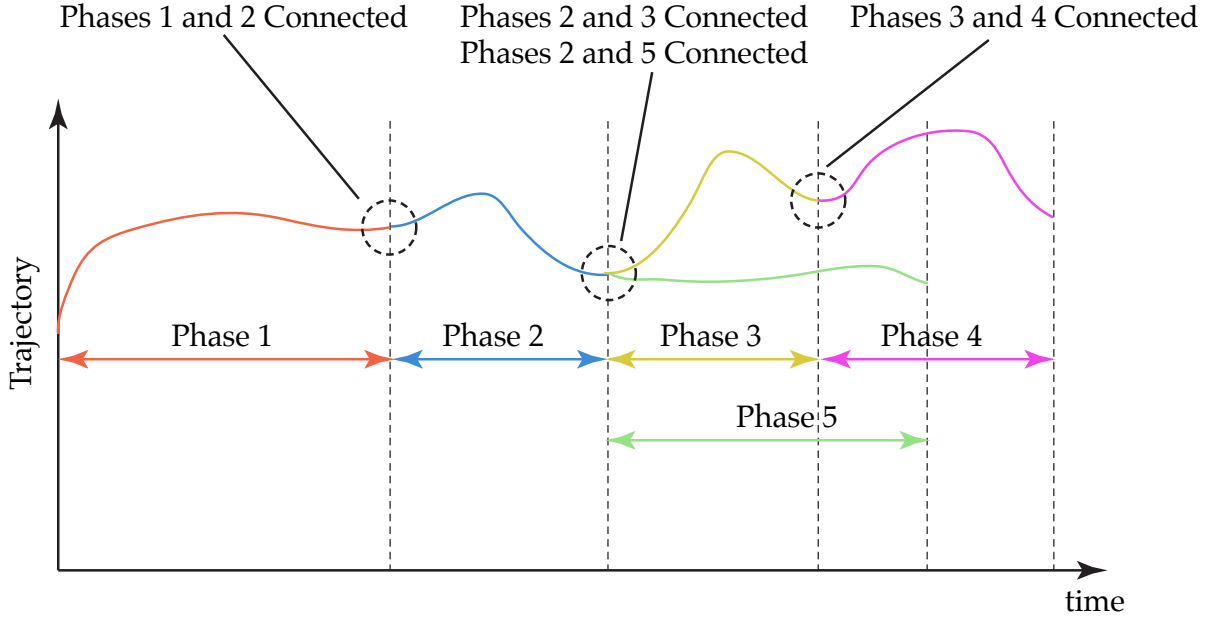 Phases 1 and 2 Connected
Phases 2 and 3 Connected
Phases 2 and 5 Connected
Phases 3 and 4 Connected
Trajectory
Phase 1
Phase 2
Phase 3
Phase 4
Phase 5
time